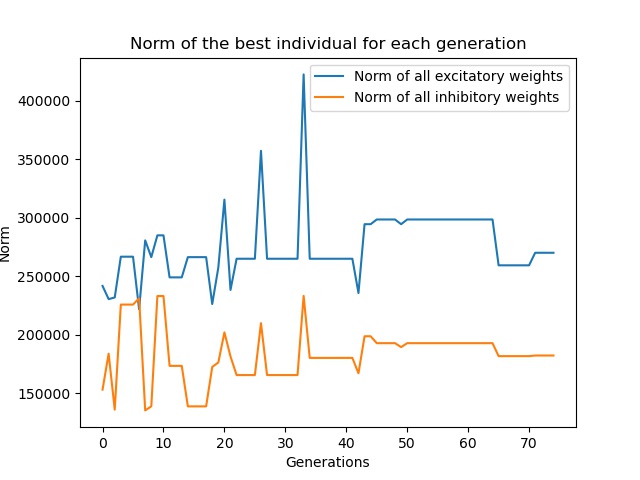 Norm of the best individual for each generation
Norm of all excitatory weights
Norm of all inhibitory weights
400000
350000
300000
250000
200000
150000
Norm
0 10 20 30 40 50 60 70
Generations